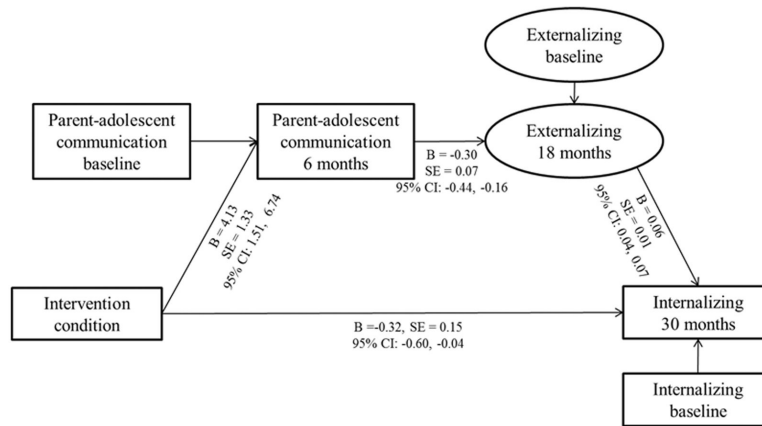 Externalizing
baseline
Parent-adolescent
communication
baseline
Parent-adolescent
communication
6 months
B = -0.30
SE = 0.07
95% CI: -0.44, -0.16
Externalizing
18 months
B = 4.13
SE = 1.33
95% CI: 1.51, 6.74
B = 0.06
SE = 0.01
95% CI: 0.04, 0.07
Intervention
condition
B =-0.32, SE = 0.15
95% CI: -0.60, -0.04
Internalizing
30 months
Internalizing
baseline